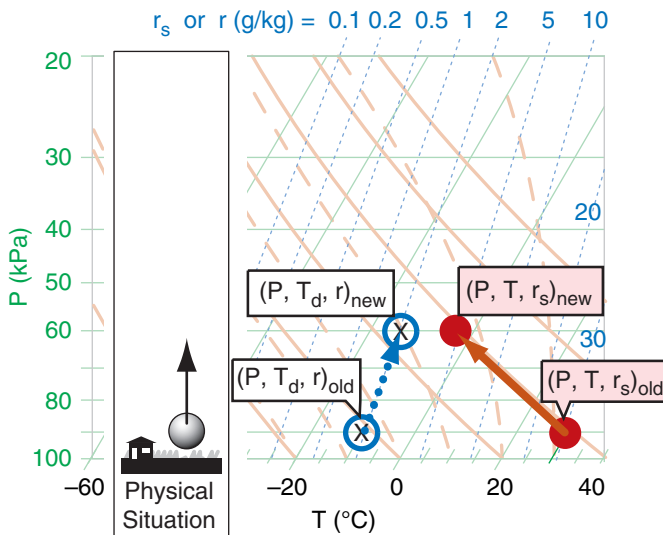 r_s or r (g/kg) = 0.1 0.2 0.5 1 2 5 10
20
30
40
50
60
80
100
P (kPa)
20
30
(P, T_d, r)_new
(P, T, r_s)_new
(P, T_d, r)_old
(P, T, r_s)_old
X
X
–60
–20 0 20 40
T (°C)
Physical
Situation